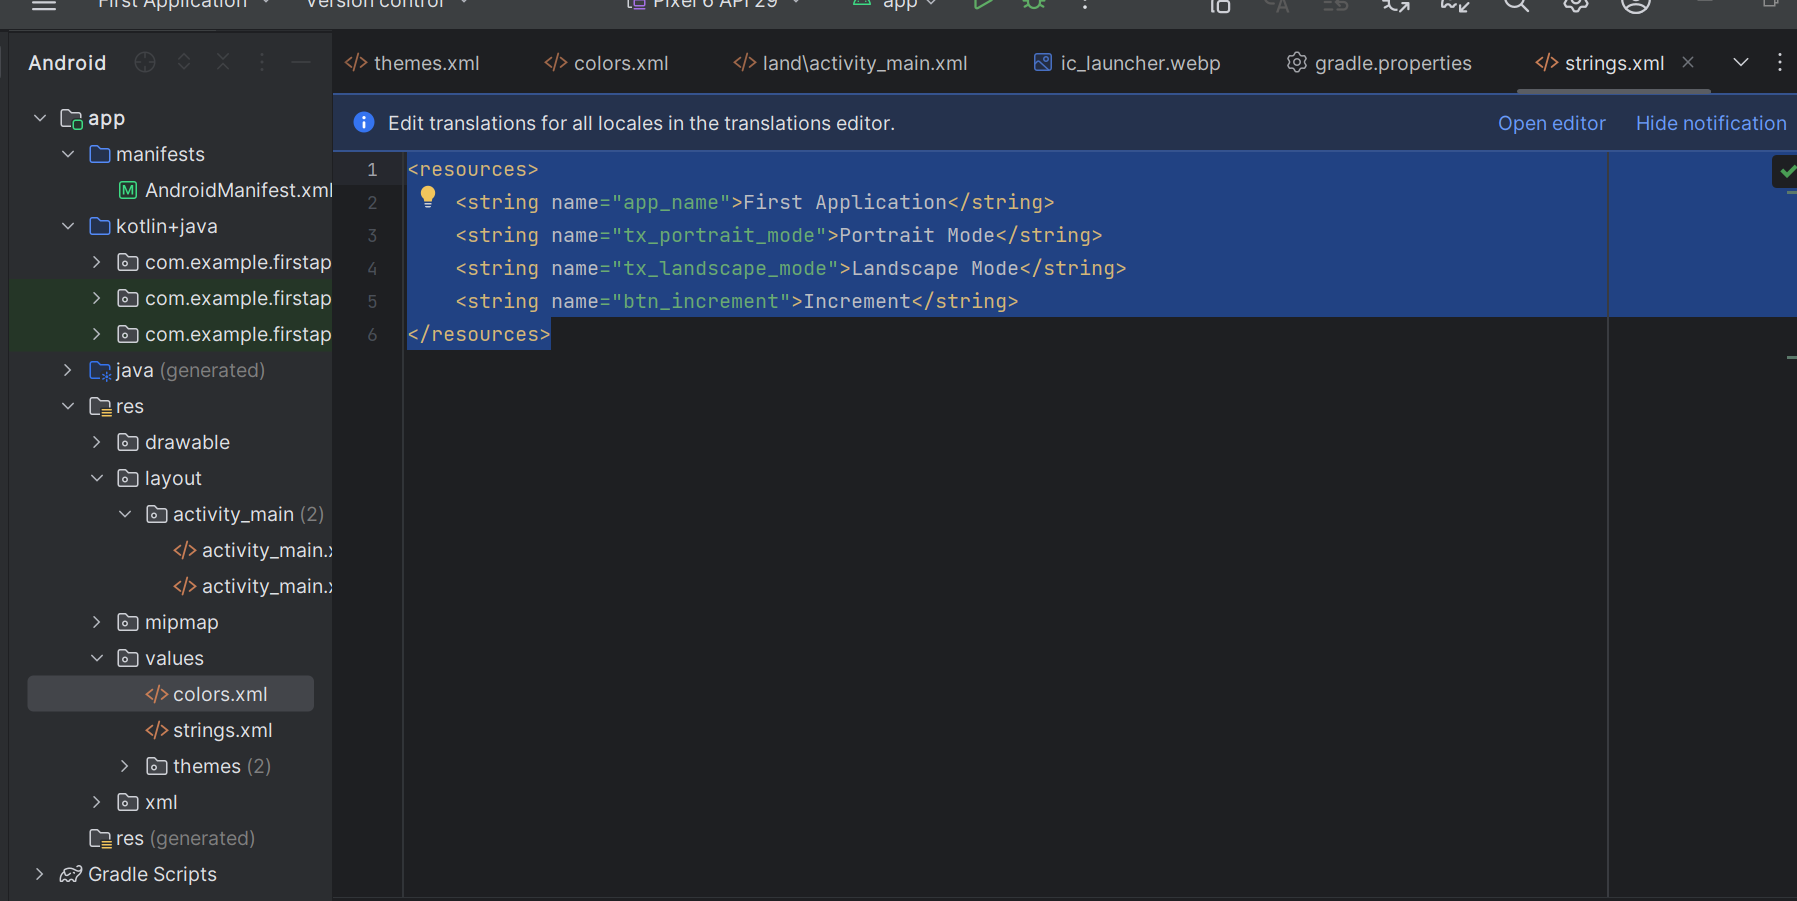 First Application
Version control
Pixel 6 API 29
app
Android
themes.xml
colors.xml
land\activity_main.xml
ic_launcher.webp
gradle.properties
strings.xml
Edit translations for all locales in the translations editor.
Open editor
Hide notification
app
manifests
AndroidManifest.xml
kotlin+java
com.example.firstap
com.example.firstap
com.example.firstap
java (generated)
res
drawable
layout
activity_main (2)
activity_main.x
activity_main.x
mipmap
values
colors.xml
strings.xml
themes (2)
xml
res (generated)
Gradle Scripts
1 <resources>
2 <string name="app_name">First Application</string>
3 <string name="tx_portrait_mode">Portrait Mode</string>
4 <string name="tx_landscape_mode">Landscape Mode</string>
5 <string name="btn_increment">Increment</string>
6 </resources>